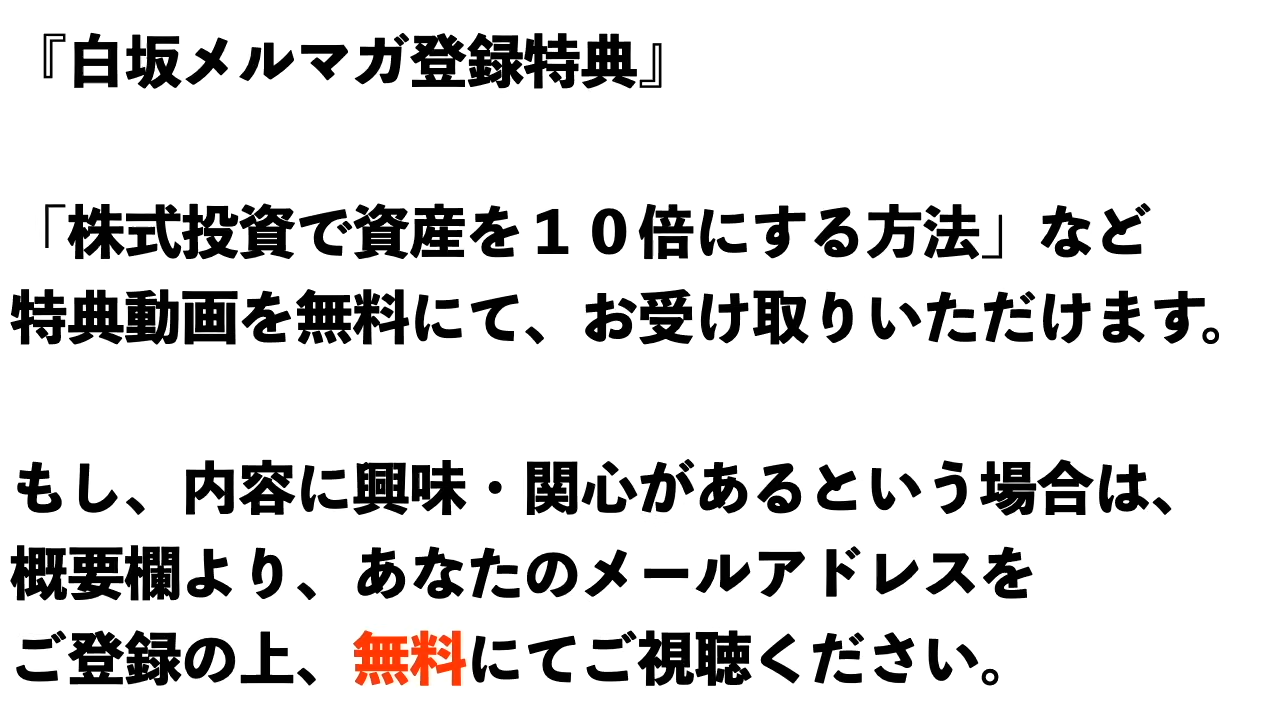 『白坂メルマガ登録特典』
「株式投資で資産を１０倍にする方法」など
特典動画を無料にて、お受け取りいただけます。
もし、内容に興味・関心があるという場合は、
概要欄より、あなたのメールアドレスを
ご登録の上、無料にてご視聴ください。